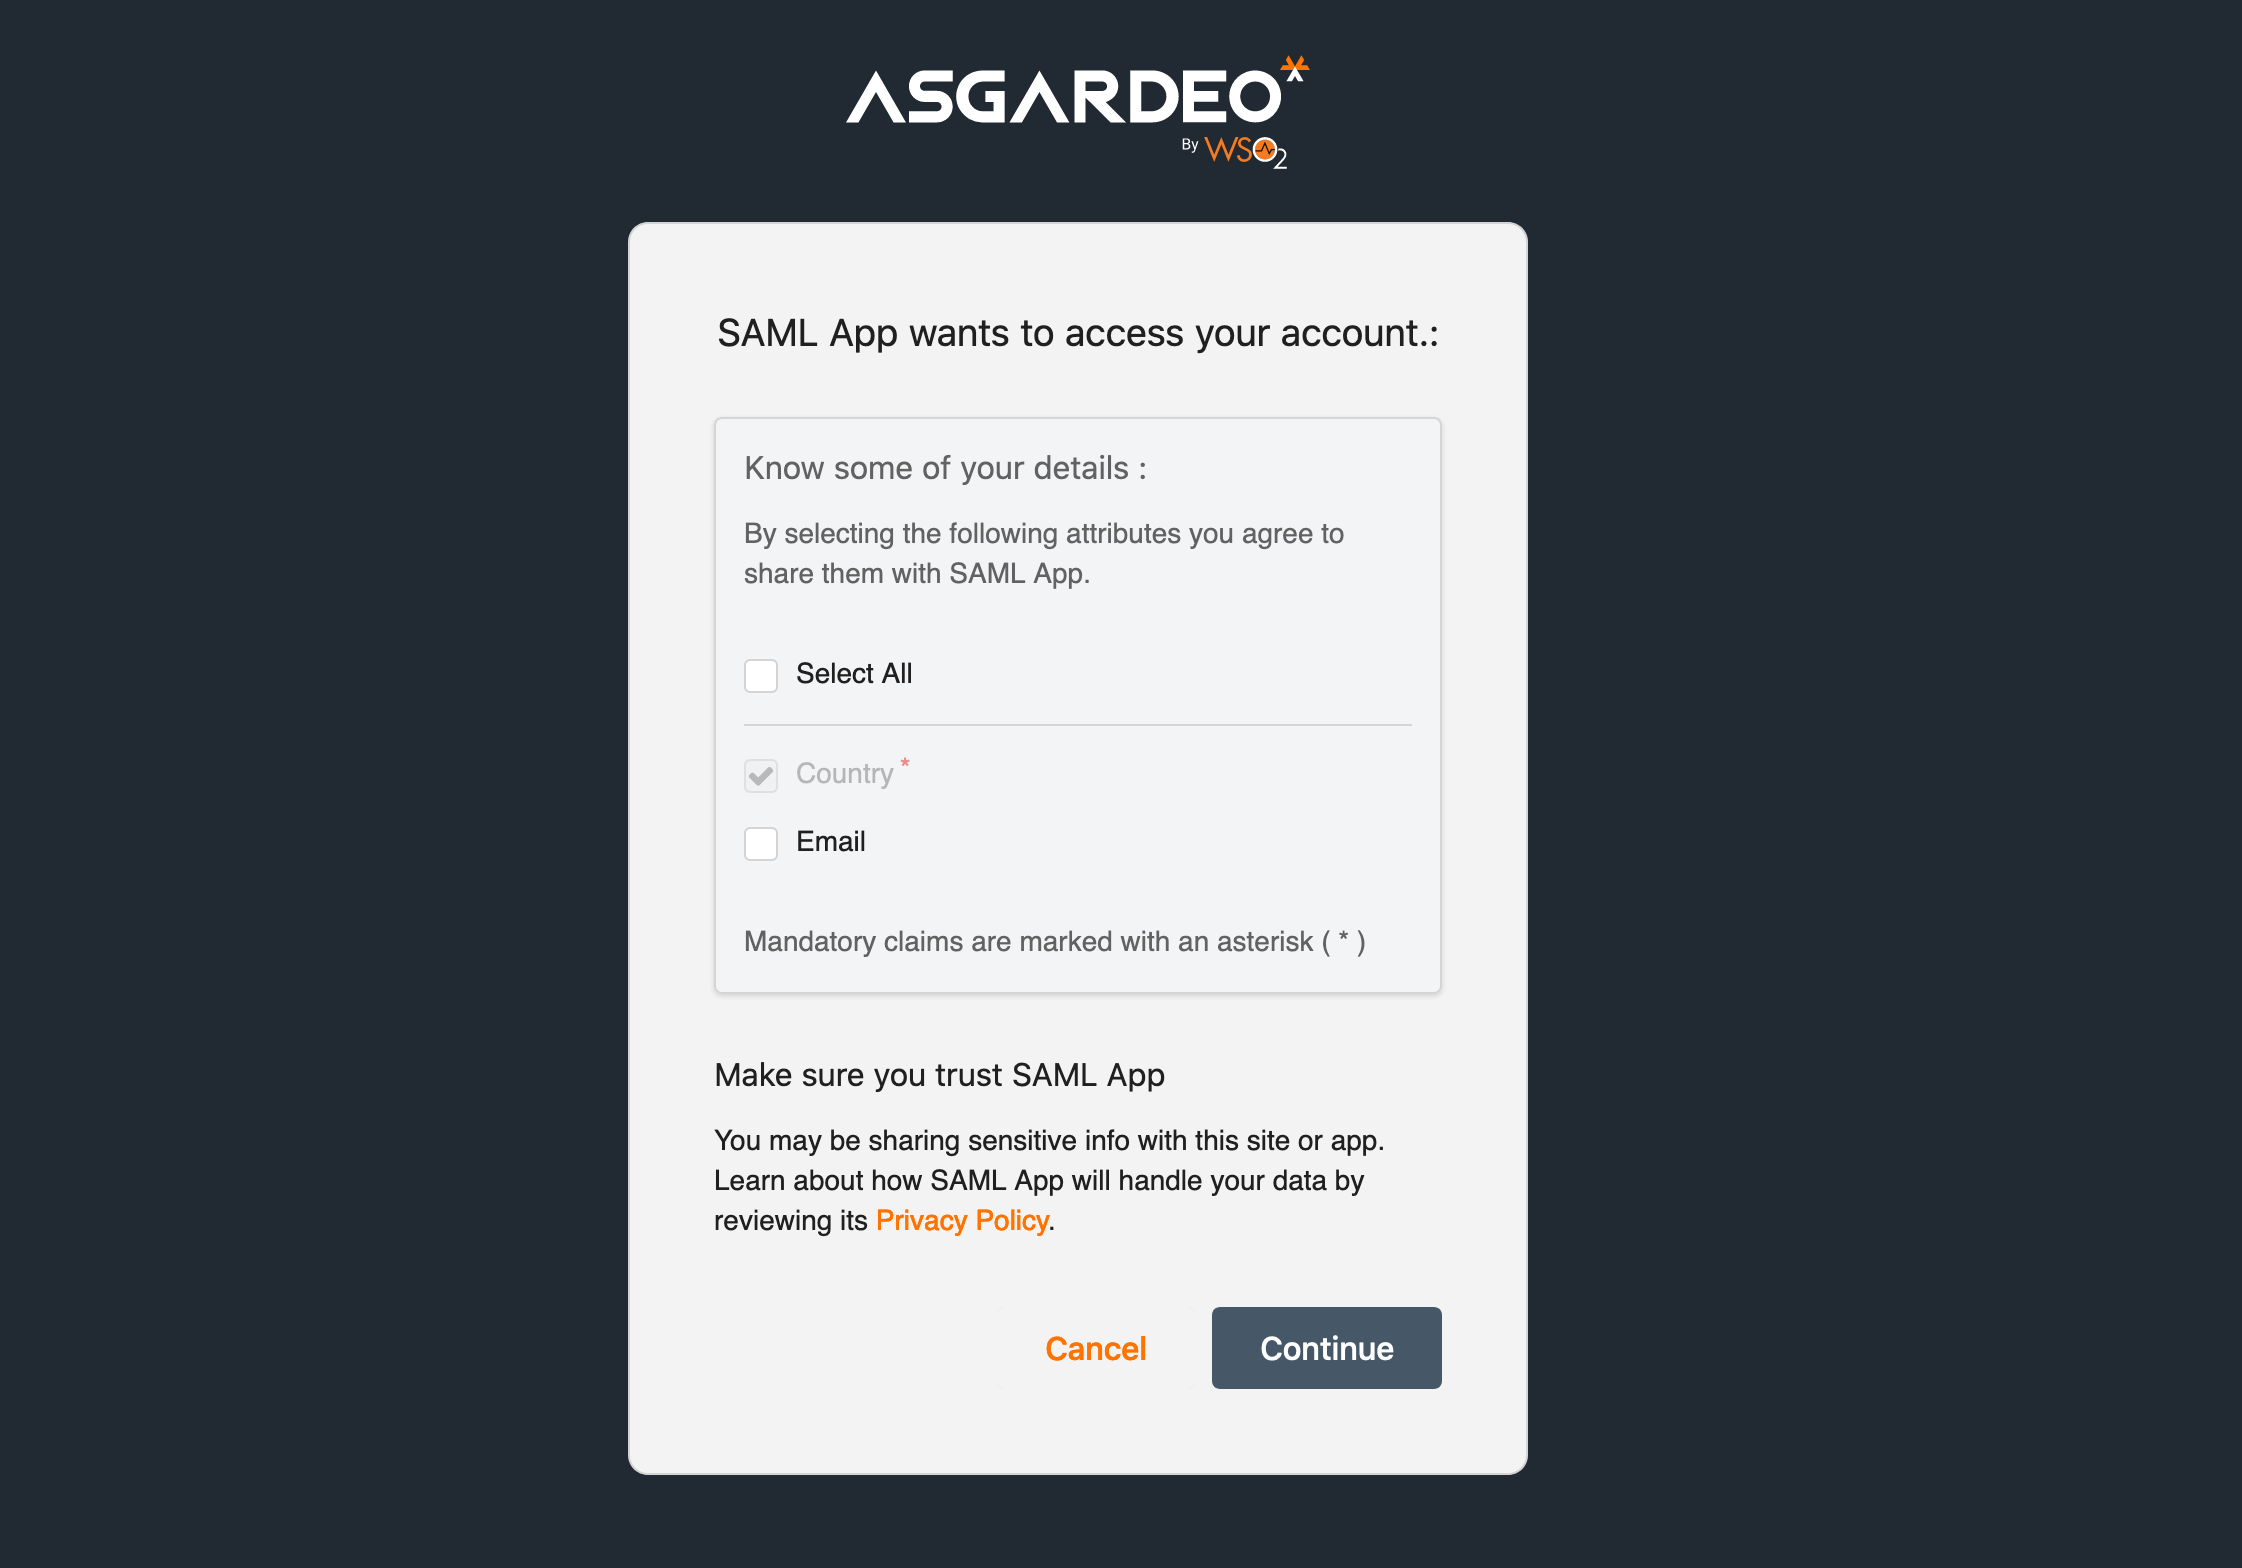 ASGARDEO
By WSO2
SAML App wants to access your account.:
Know some of your details :
By selecting the following attributes you agree to
share them with SAML App.
Select All
Country *
Email
Mandatory claims are marked with an asterisk ( * )
Make sure you trust SAML App
You may be sharing sensitive info with this site or app.
Learn about how SAML App will handle your data by
reviewing its Privacy Policy.
Cancel
Continue